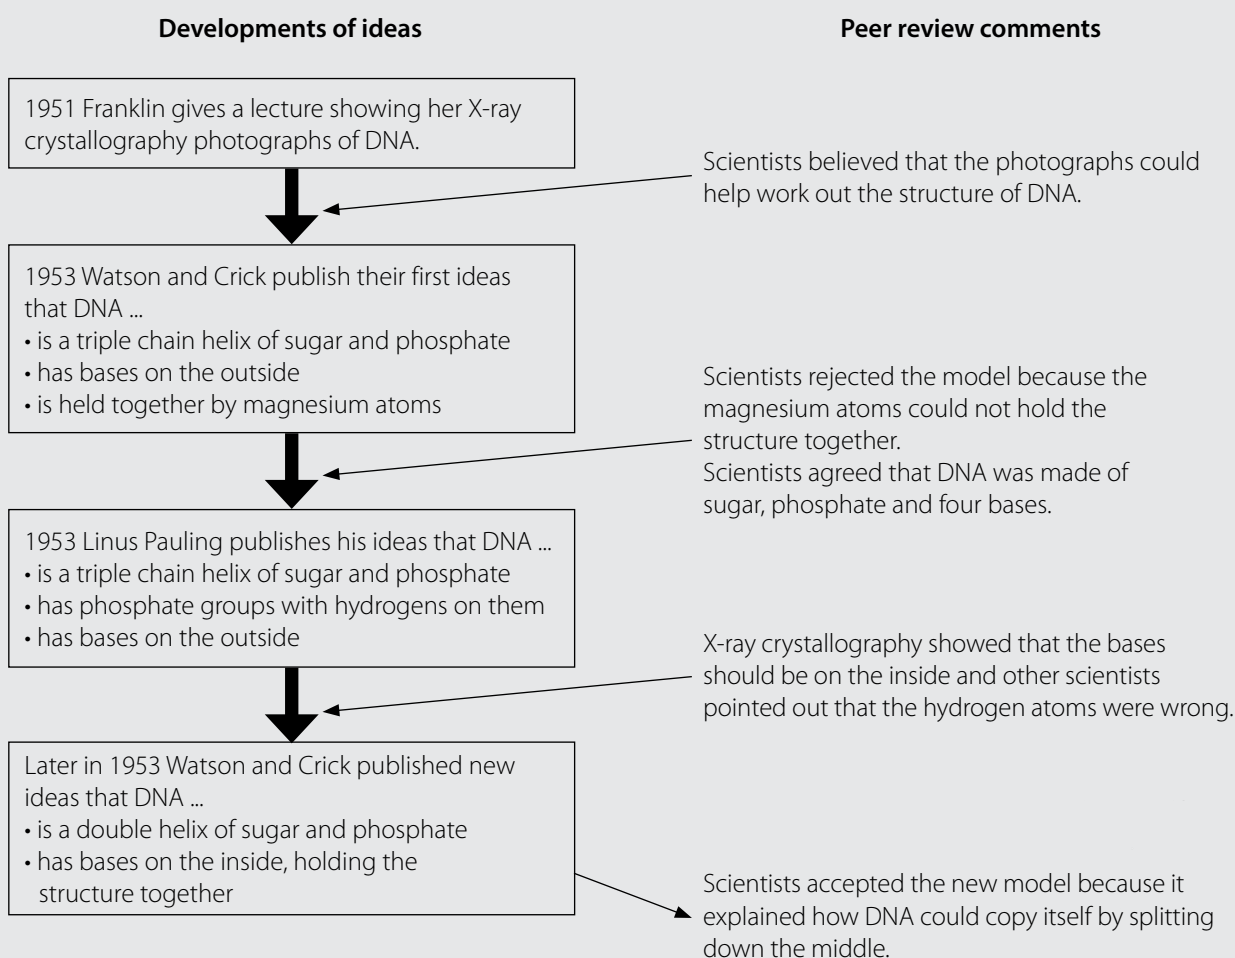 Developments of ideas
Peer review comments
1951 Franklin gives a lecture showing her X-ray
crystallography photographs of DNA.
Scientists believed that the photographs could
help work out the structure of DNA.
1953 Watson and Crick publish their first ideas
that DNA ...
• is a triple chain helix of sugar and phosphate
• has bases on the outside
• is held together by magnesium atoms
Scientists rejected the model because the
magnesium atoms could not hold the
structure together.
Scientists agreed that DNA was made of
sugar, phosphate and four bases.
1953 Linus Pauling publishes his ideas that DNA ...
• is a triple chain helix of sugar and phosphate
• has phosphate groups with hydrogens on them
• has bases on the outside
X-ray crystallography showed that the bases
should be on the inside and other scientists
pointed out that the hydrogen atoms were wrong.
Later in 1953 Watson and Crick published new
ideas that DNA ...
• is a double helix of sugar and phosphate
• has bases on the inside, holding the
structure together
Scientists accepted the new model because it
explained how DNA could copy itself by splitting
down the middle.